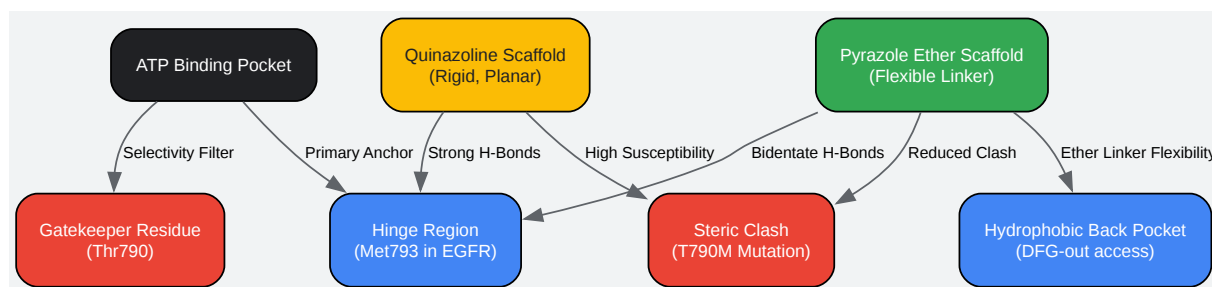 ATP Binding Pocket
Quinazoline Scaffold
(Rigid, Planar)
Pyrazole Ether Scaffold
(Flexible Linker)
Selectivity Filter
Primary Anchor
Strong H-Bonds
High Susceptibility
Bidentate H-Bonds
Reduced Clash
Ether Linker Flexibility
Gatekeeper Residue
(Thr790)
Hinge Region
(Met793 in EGFR)
Steric Clash
(T790M Mutation)
Hydrophobic Back Pocket
(DFG-out access)